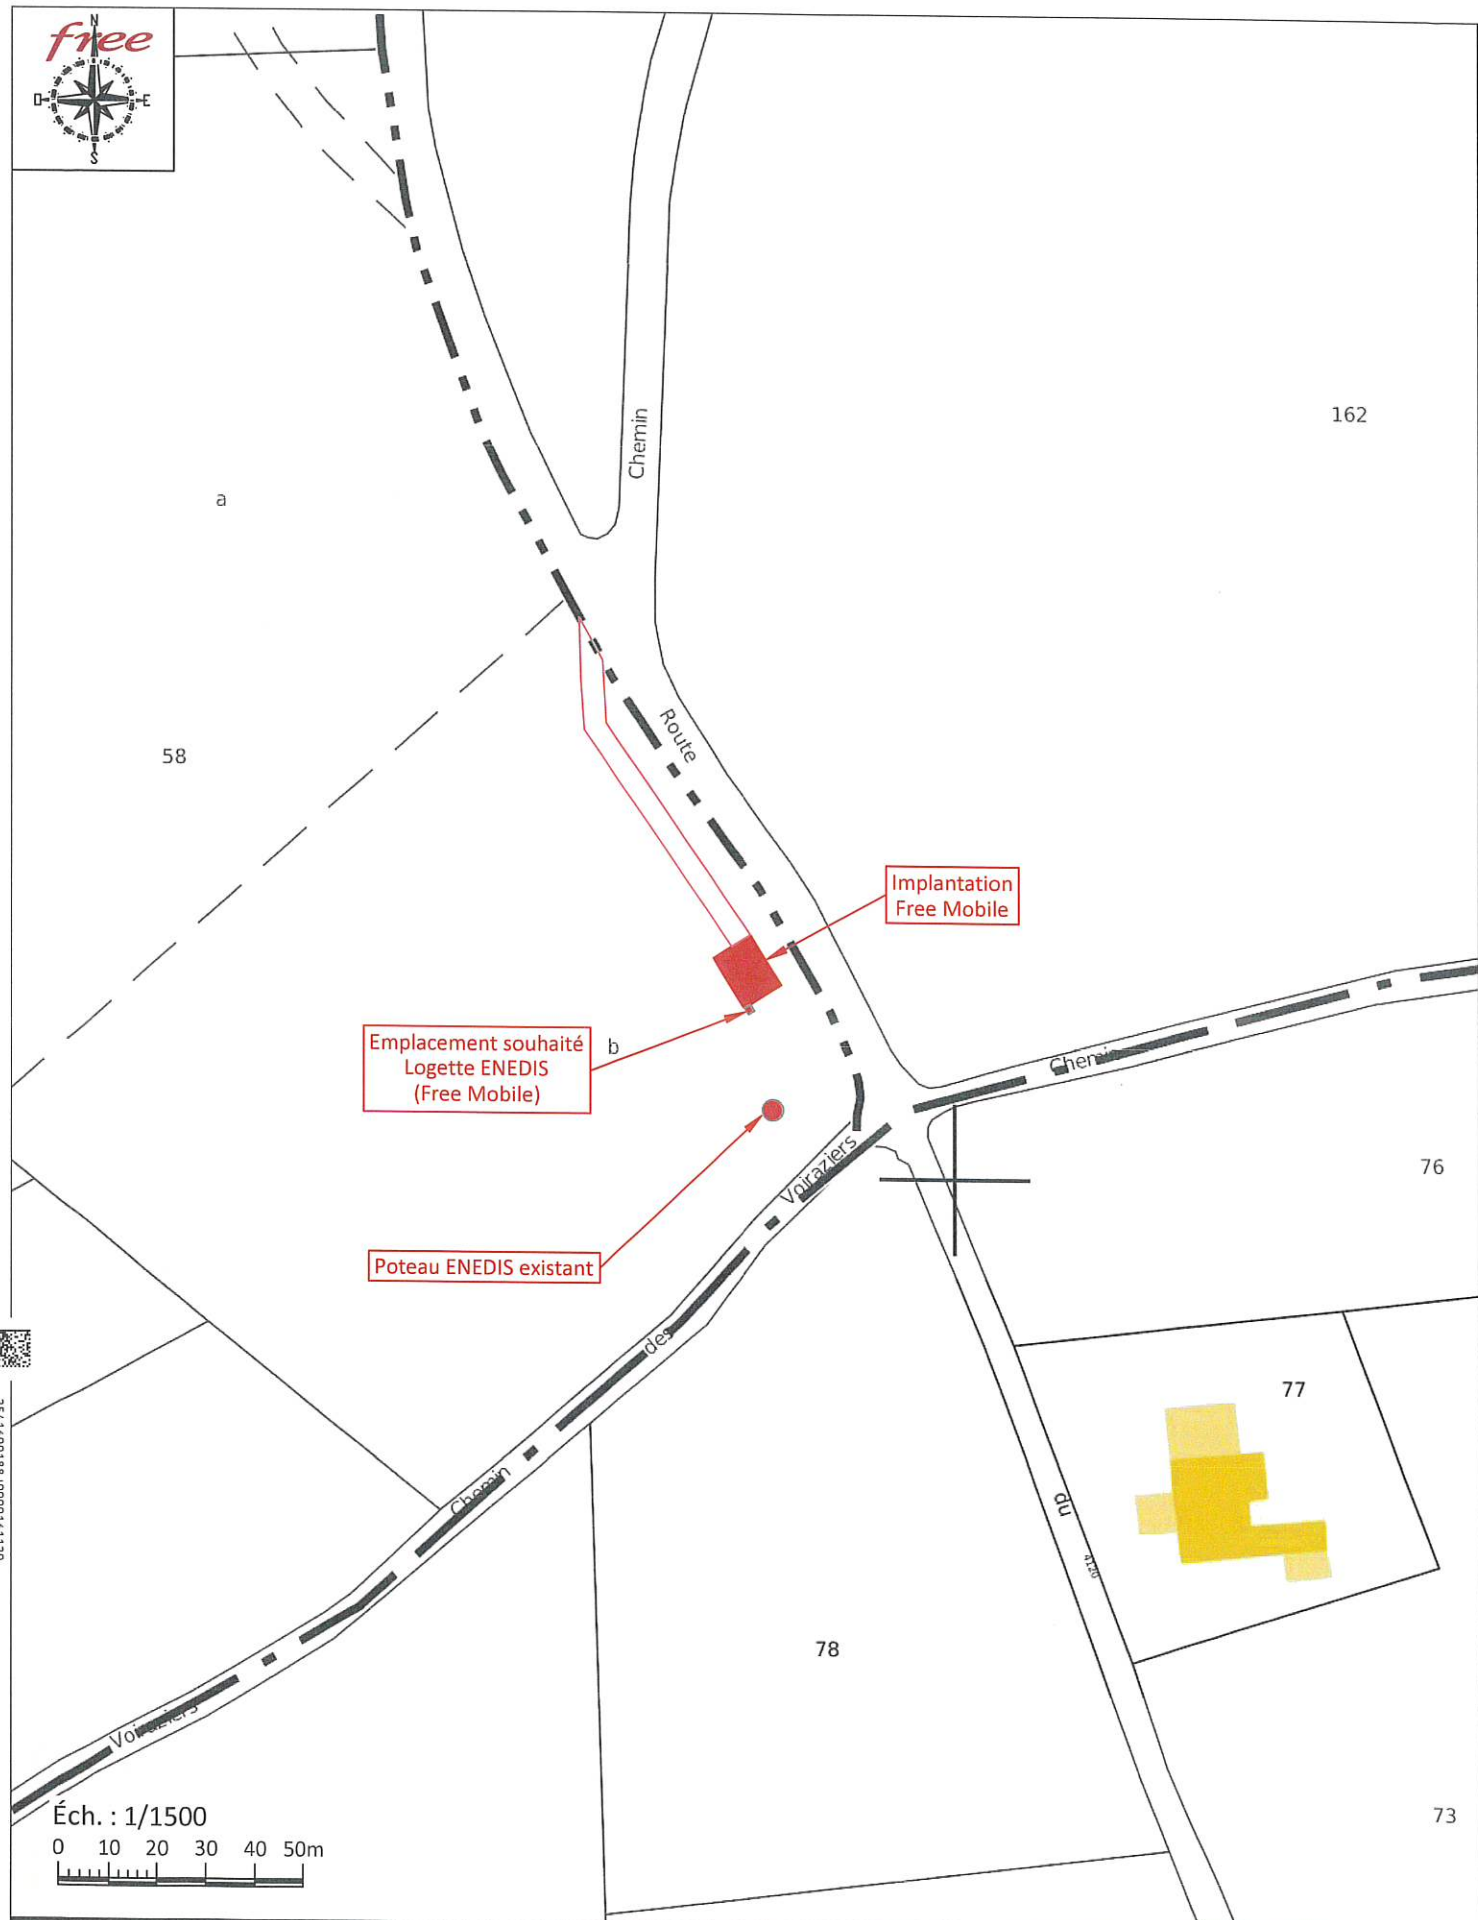 free
N
O
E
S
Chemin
162
a
Route
58
Implantation
Free Mobile
Emplacement souhaité
Logette ENEDIS
(Free Mobile)
b
Chemin
Voiraziers
76
Poteau ENEDIS existant
des
77
Chemin
du
4120
78
Voiraziers
73
Éch. : 1/1500
0 10 20 30 40 50m